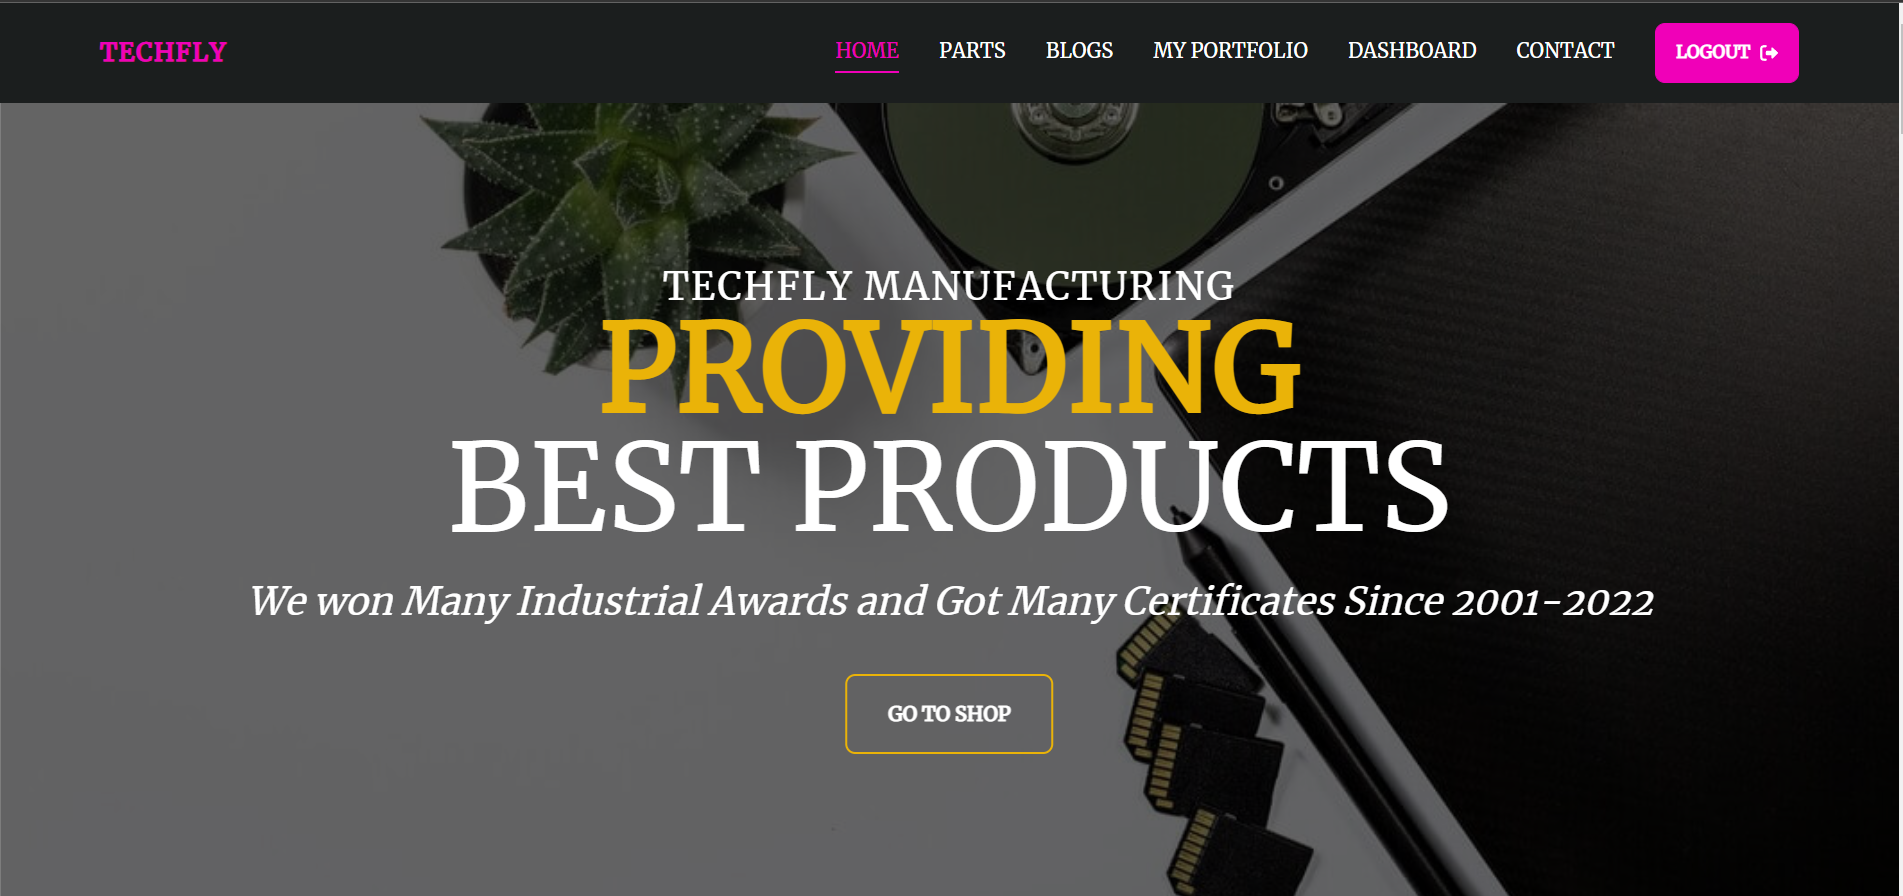 TECHFLY
HOME PARTS BLOGS MY PORTFOLIO DASHBOARD CONTACT LOGOUT
TECHFLY MANUFACTURING
PROVIDING
BEST PRODUCTS
We won Many Industrial Awards and Got Many Certificates Since 2001-2022
GO TO SHOP